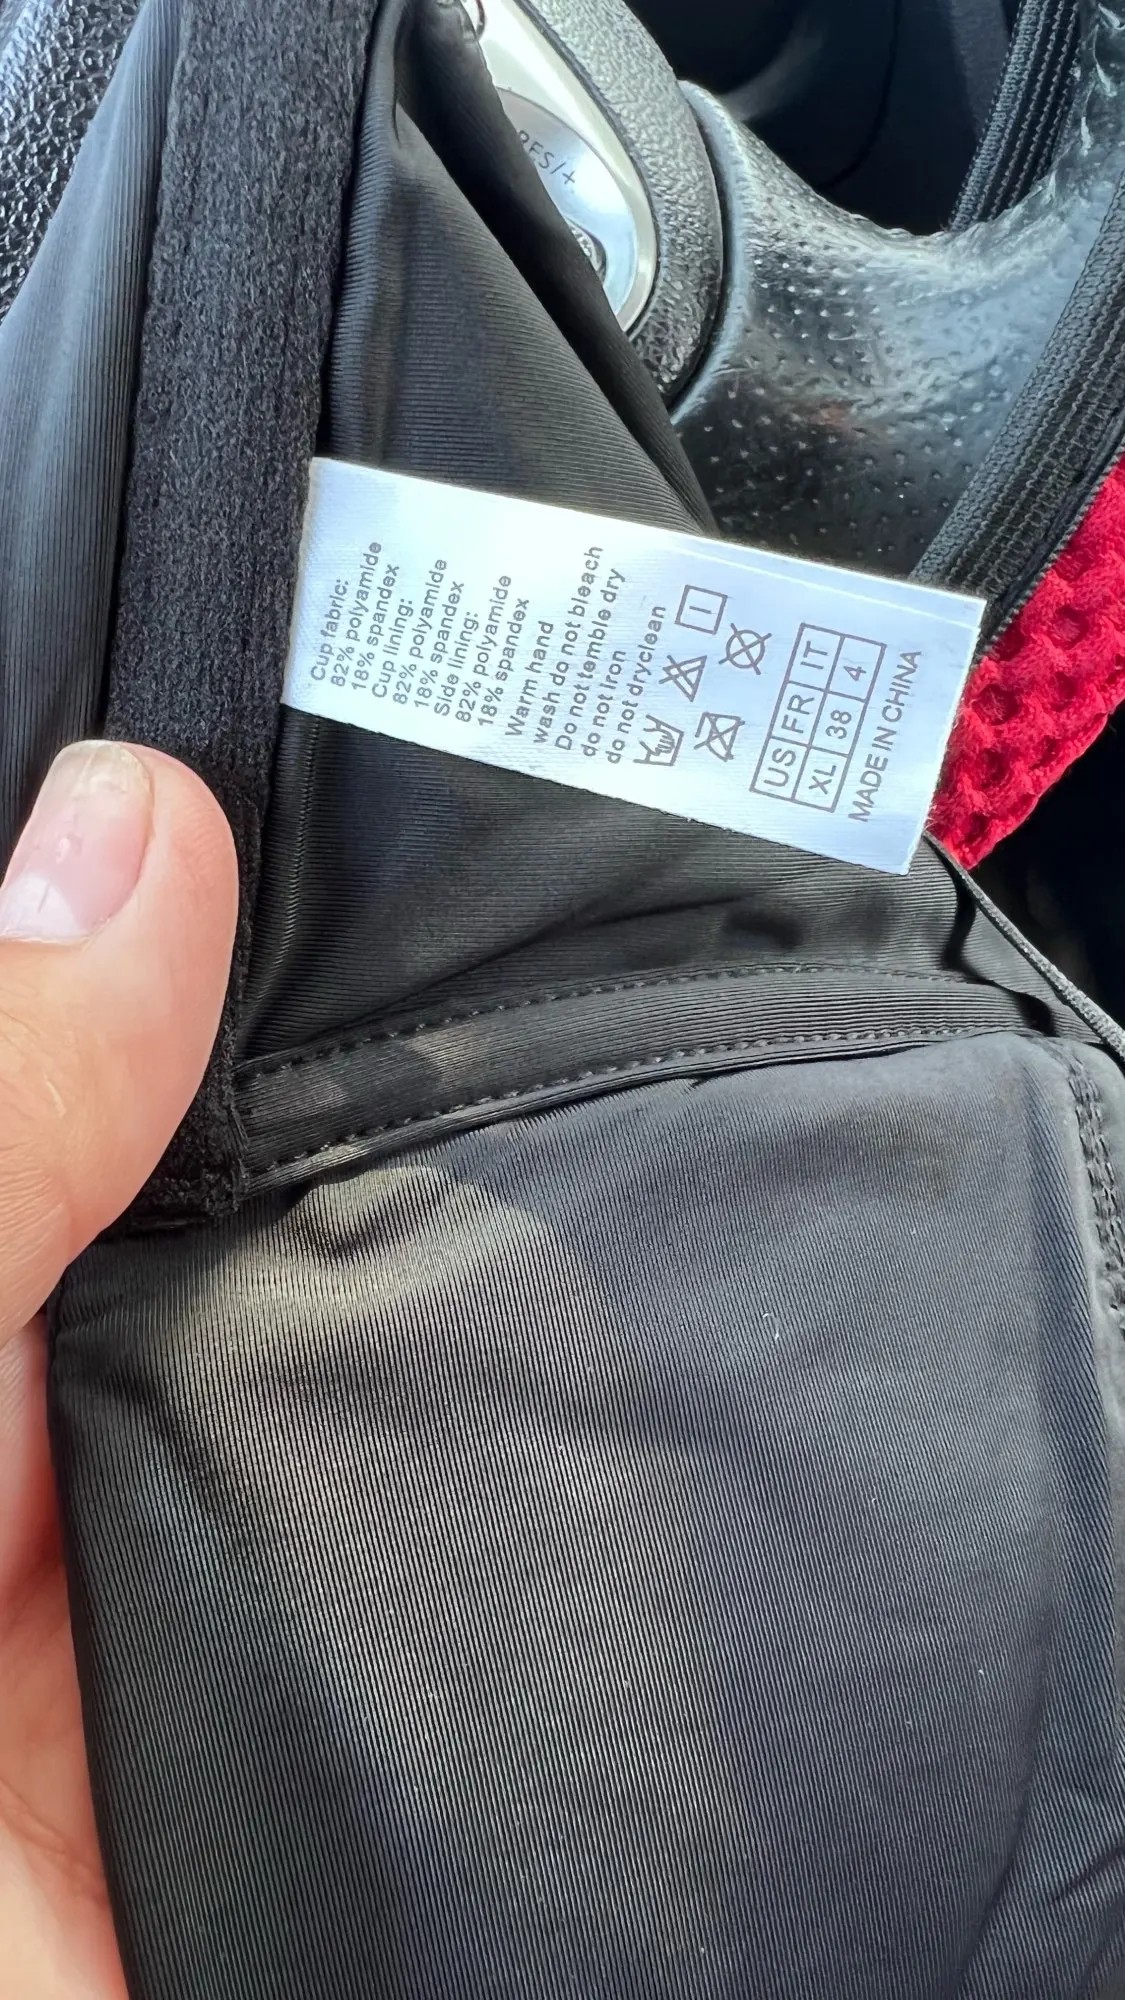 RES/+
Cup fabric:
82% polyamide
18% spandex
Cup lining:
82% polyamide
18% spandex
Side lining:
82% polyamide
18% spandex
Warm hand
wash do not bleach
Do not temble dry
do not Iron
do not dryclean
US FR IT
XL 38 4
MADE IN CHINA